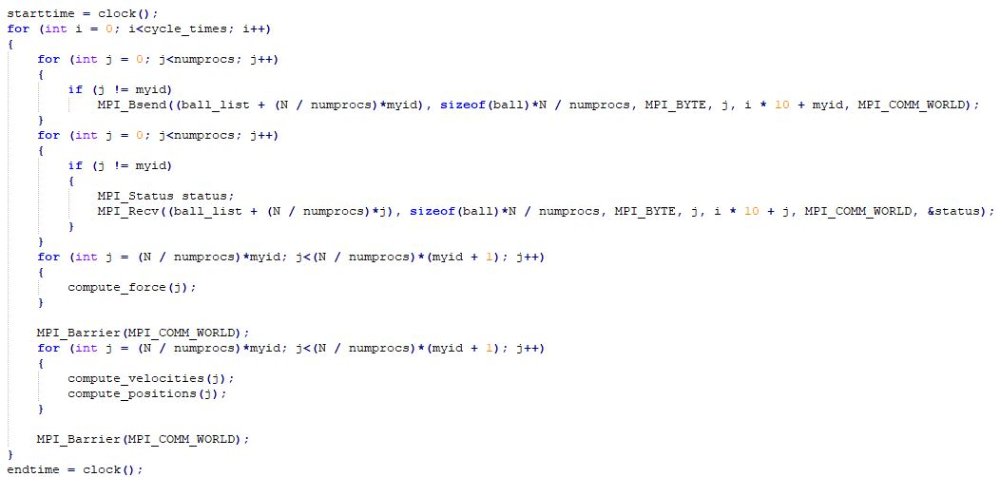 starttime = clock();
for (int i = 0; i<cycle_times; i++)
{
    for (int j = 0; j<numprocs; j++)
    {
        if (j != myid)
            MPI_Bsend((ball_list + (N / numprocs)*myid), sizeof(ball)*N / numprocs, MPI_BYTE, j, i * 10 + myid, MPI_COMM_WORLD);
    }
    for (int j = 0; j<numprocs; j++)
    {
        if (j != myid)
        {
            MPI_Status status;
            MPI_Recv((ball_list + (N / numprocs)*j), sizeof(ball)*N / numprocs, MPI_BYTE, j, i * 10 + j, MPI_COMM_WORLD, &status);
        }
    }
    for (int j = (N / numprocs)*myid; j<(N / numprocs)*(myid + 1); j++)
    {
        compute_force(j);
    }

    MPI_Barrier(MPI_COMM_WORLD);
    for (int j = (N / numprocs)*myid; j<(N / numprocs)*(myid + 1); j++)
    {
        compute_velocities(j);
        compute_positions(j);
    }

    MPI_Barrier(MPI_COMM_WORLD);
}
endtime = clock();